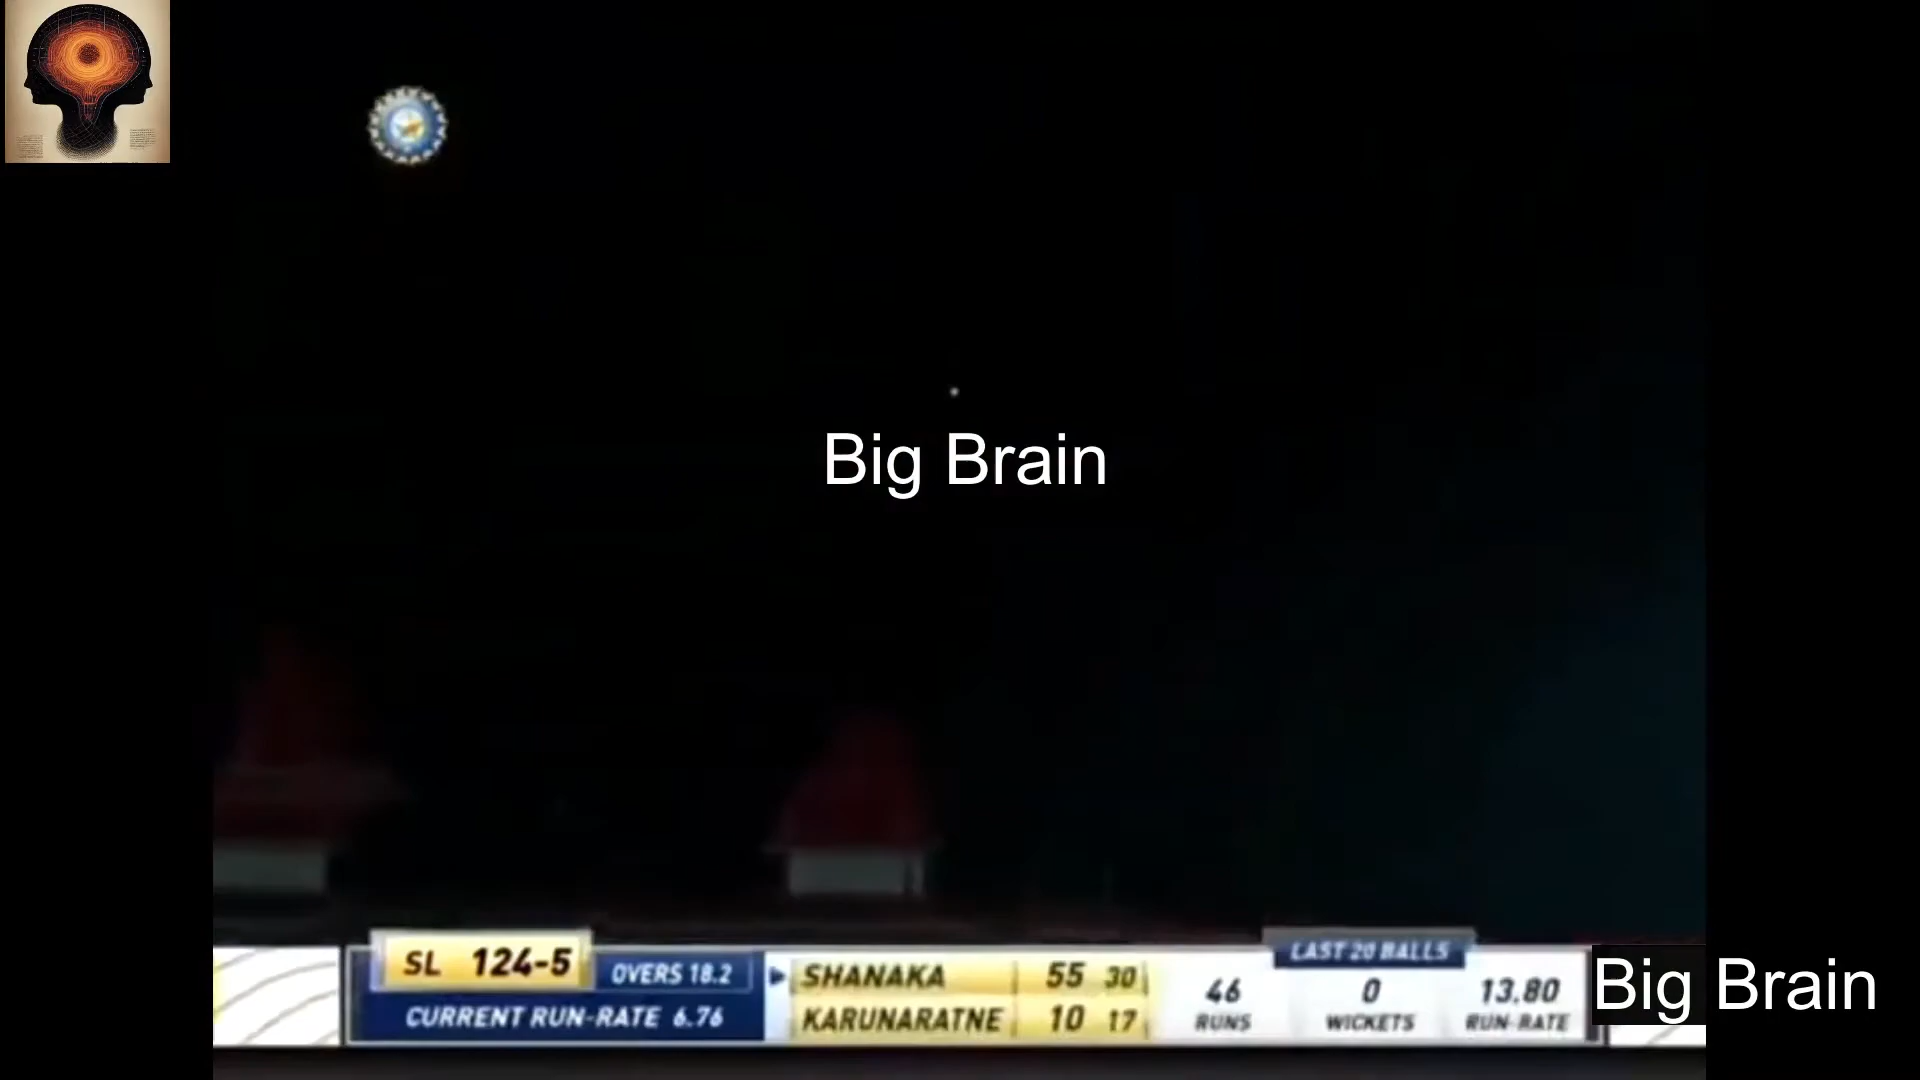 Big Brain
SL 124-5 OVERS 18.2
CURRENT RUN-RATE 6.76
SHANAKA 55 30
KARUNARATNE 10 17
LAST 20 BALLS
46 0 13.80
RUNS WICKETS RUN-RATE
Big Brain